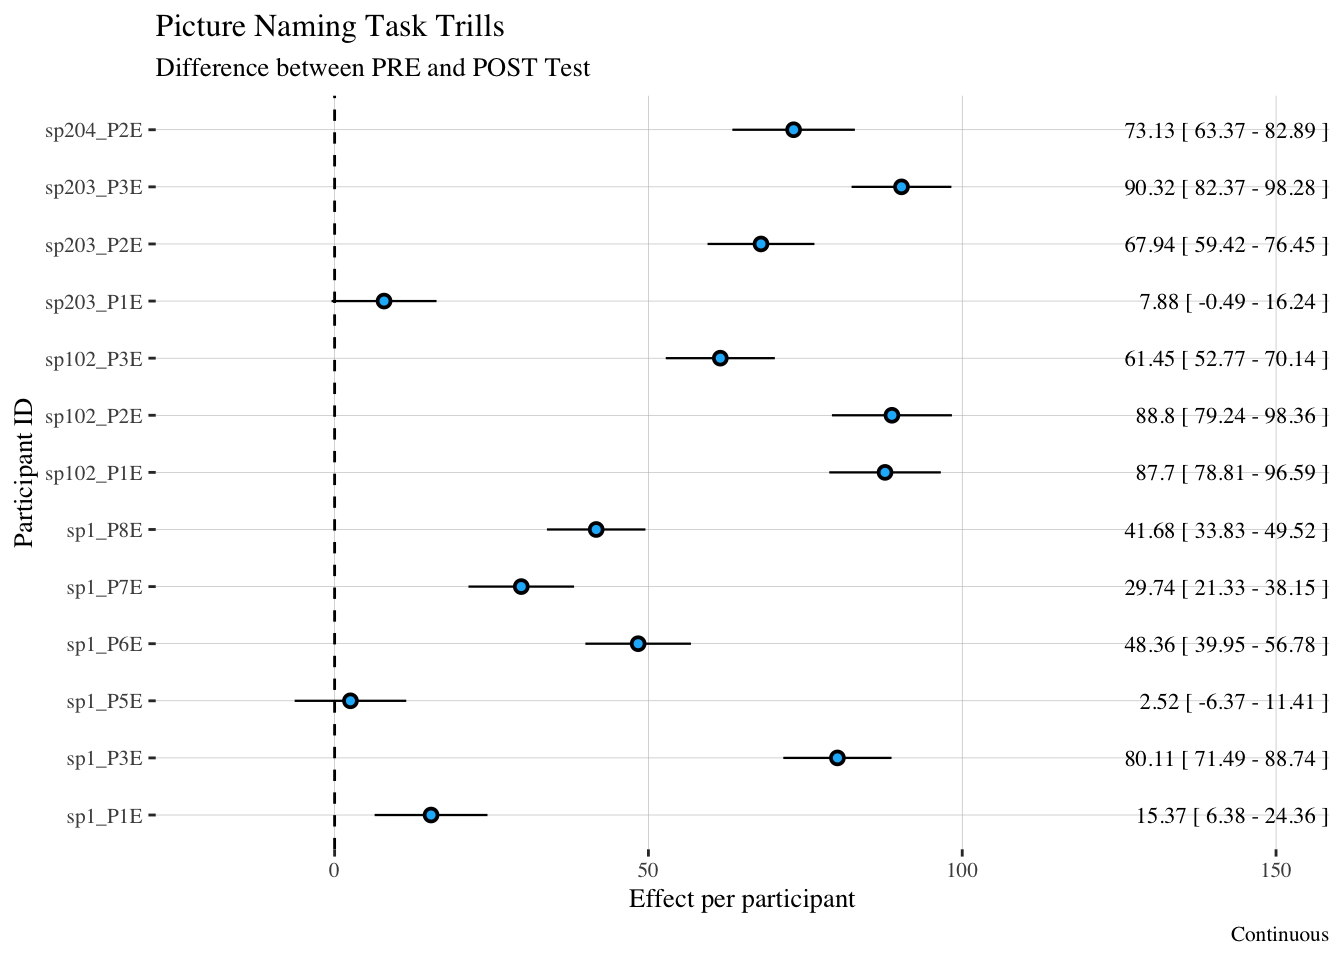 Picture Naming Task Trills
Difference between PRE and POST Test
Participant ID
sp204_P2E 73.13 [ 63.37 - 82.89 ]
sp203_P3E 90.32 [ 82.37 - 98.28 ]
sp203_P2E 67.94 [ 59.42 - 76.45 ]
sp203_P1E 7.88 [ -0.49 - 16.24 ]
sp102_P3E 61.45 [ 52.77 - 70.14 ]
sp102_P2E 88.8 [ 79.24 - 98.36 ]
sp102_P1E 87.7 [ 78.81 - 96.59 ]
sp1_P8E 41.68 [ 33.83 - 49.52 ]
sp1_P7E 29.74 [ 21.33 - 38.15 ]
sp1_P6E 48.36 [ 39.95 - 56.78 ]
sp1_P5E 2.52 [ -6.37 - 11.41 ]
sp1_P3E 80.11 [ 71.49 - 88.74 ]
sp1_P1E 15.37 [ 6.38 - 24.36 ]
0 50 100 150
Effect per participant
Continuous